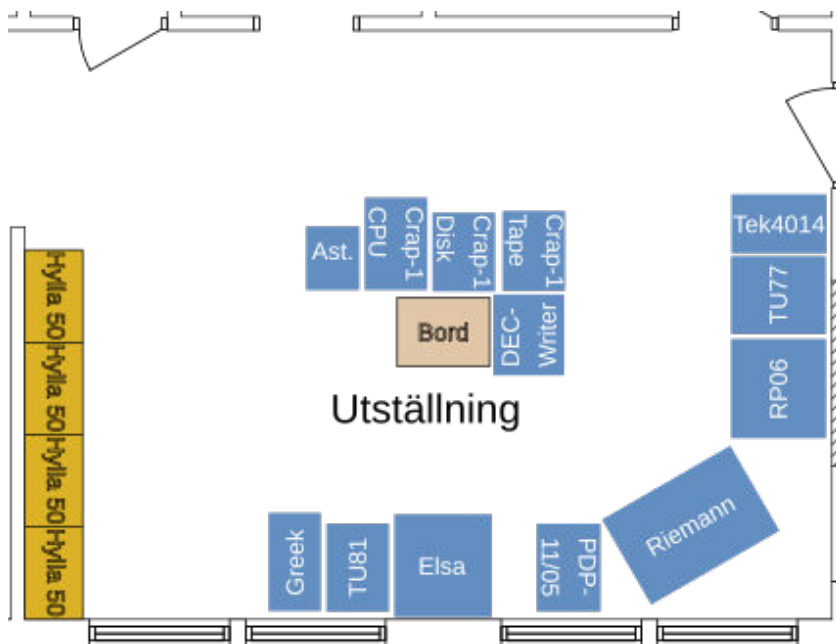 Tek4014
Ast.
Crap-1
CPU
Crap-1
Disk
Crap-1
Tape
TU77
Hylla 50
Hylla 50
Hylla 50
Hylla 50
Bord
DEC-
Writer
RP06
Utställning
Riemann
Greek
TU81
Elsa
PDP-
11/05